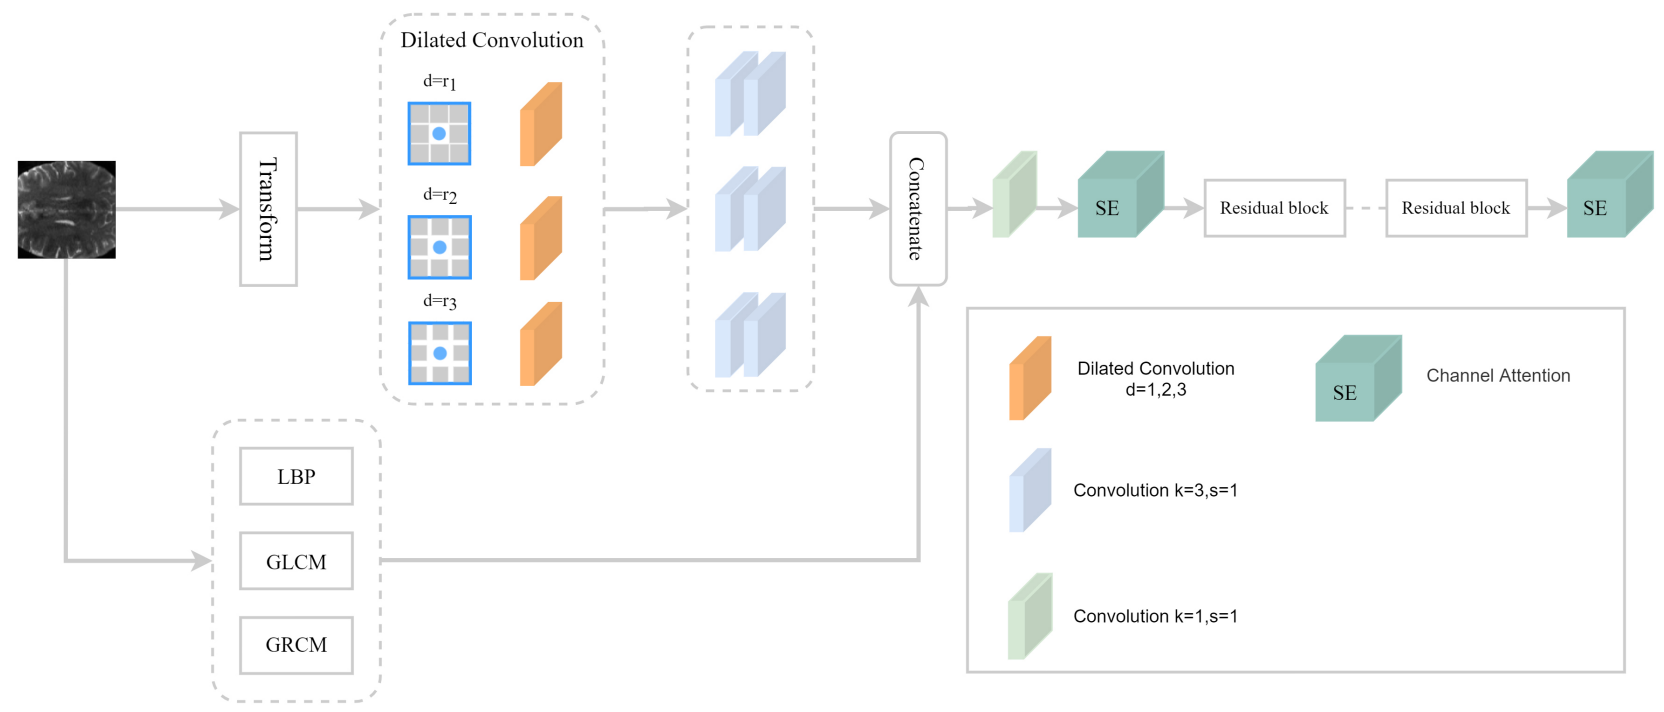 Dilated Convolution
d=r1
d=r2
d=r3
Transform
Concatenate
SE
Residual block
Residual block
SE
LBP
GLCM
GRCM
Dilated Convolution
d=1,2,3
SE
Channel Attention
Convolution k=3,s=1
Convolution k=1,s=1